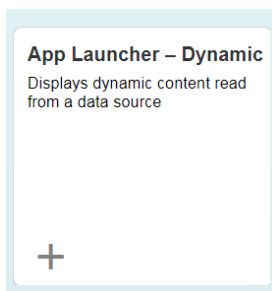 App Launcher – Dynamic
Displays dynamic content read
from a data source